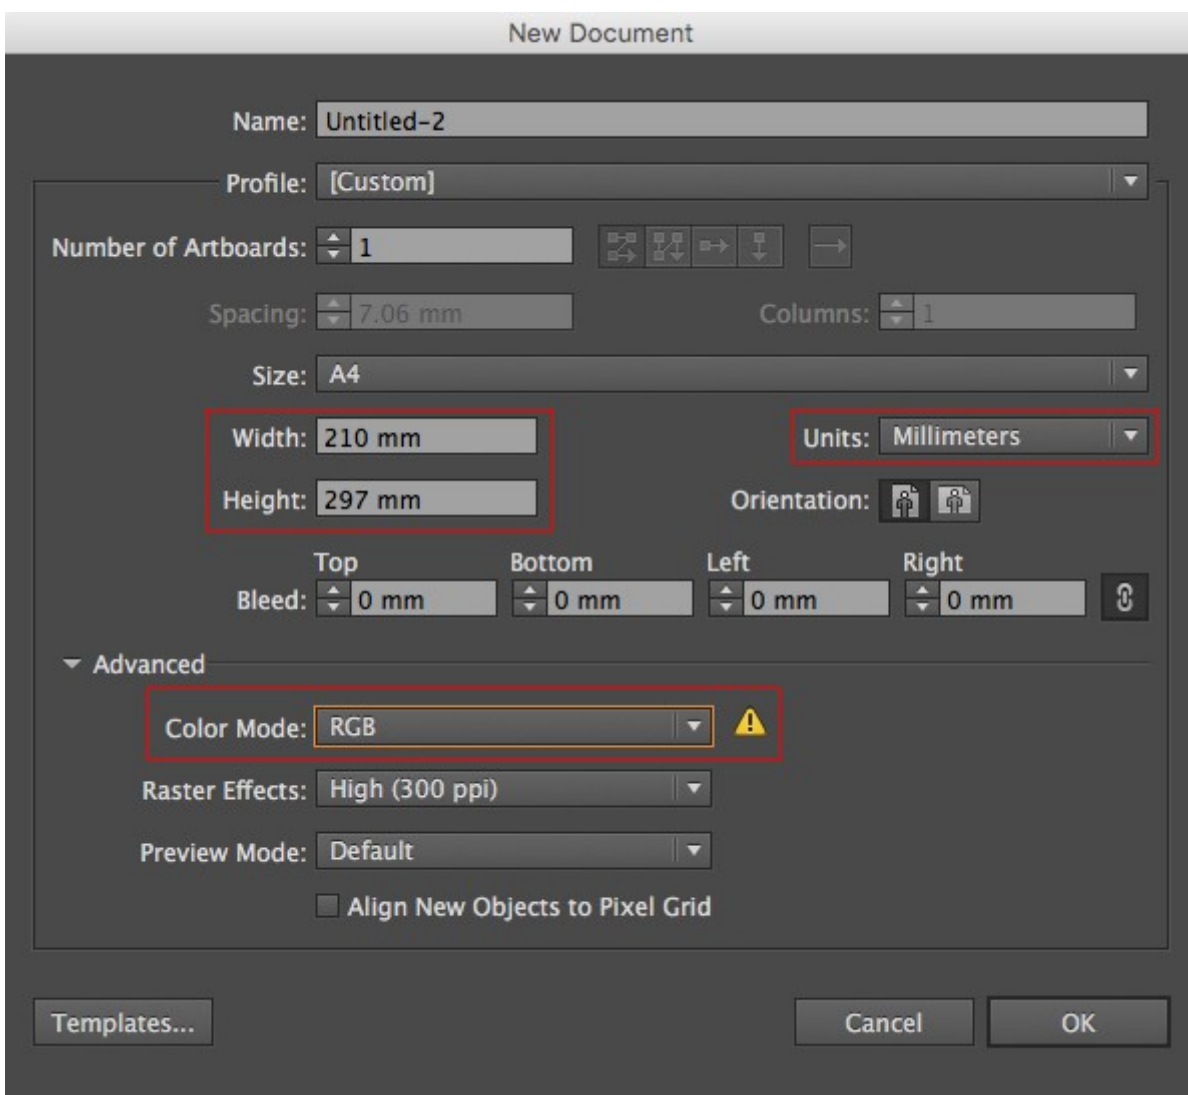 New Document
Name: Untitled-2
Profile: [Custom]
Number of Artboards: 1
Spacing: 7.06 mm Columns: 1
Size: A4
Width: 210 mm Units: Millimeters
Height: 297 mm Orientation:
Top Bottom Left Right
Bleed: 0 mm 0 mm 0 mm 0 mm
Advanced
Color Mode: RGB
Raster Effects: High (300 ppi)
Preview Mode: Default
Align New Objects to Pixel Grid
Templates... Cancel OK